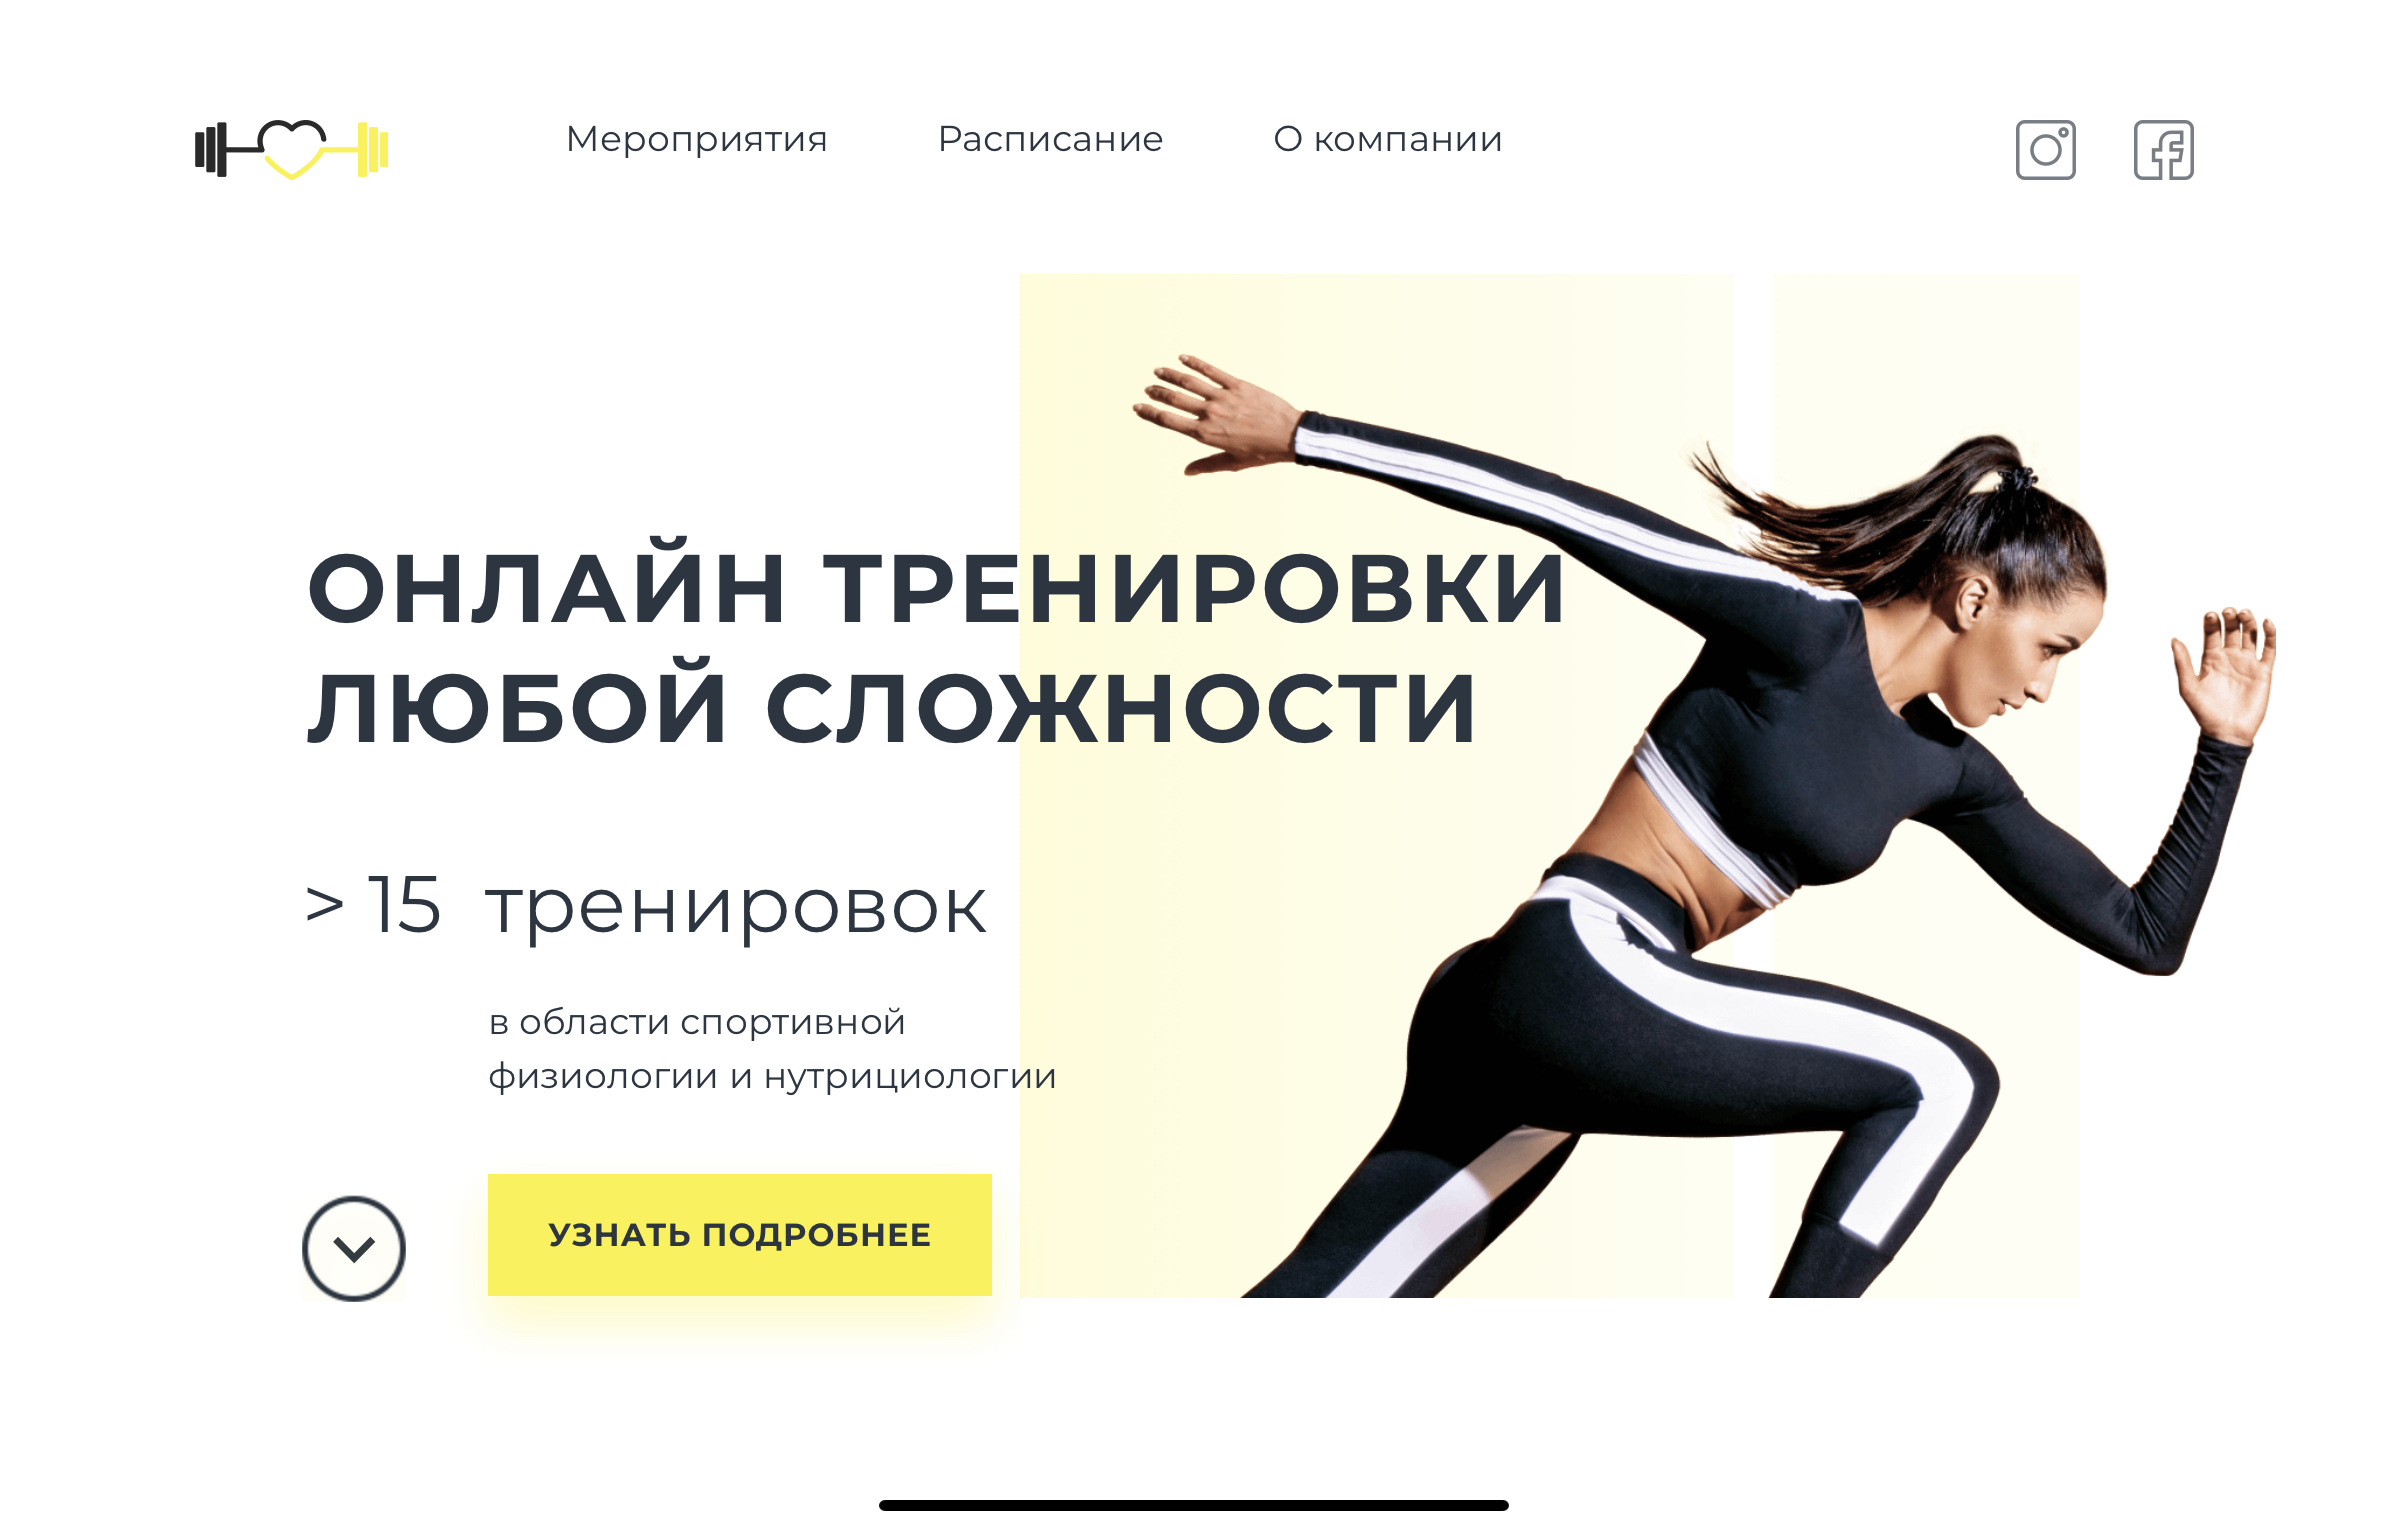 Мероприятия
Расписание
О компании
ОНЛАЙН ТРЕНИРОВКИ
ЛЮБОЙ СЛОЖНОСТИ
> 15 тренировок
в области спортивной
физиологии и нутрициологии
УЗНАТЬ ПОДРОБНЕЕ